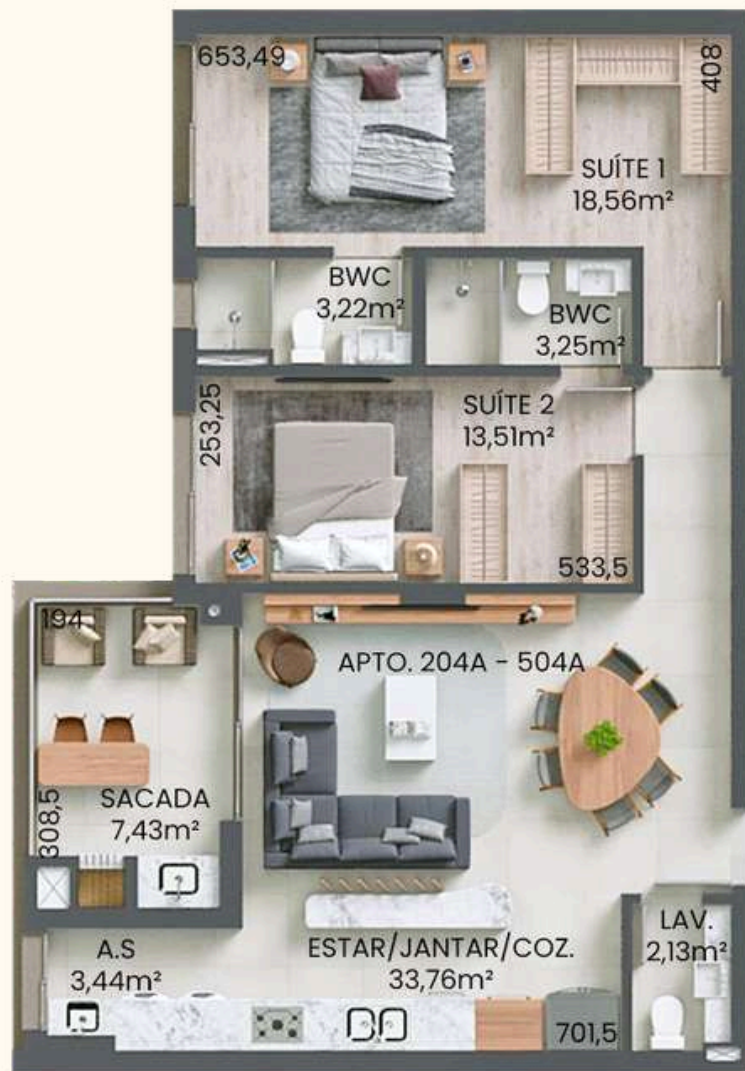 653,49
408
SUÍTE 1
18,56m²
BWC
3,22m²
BWC
3,25m²
253,25
SUÍTE 2
13,51m²
533,5
194
APTO. 204A - 504A
SACADA
7,43m²
308,5
A.S
3,44m²
ESTAR/JANTAR/COZ.
33,76m²
LAV.
2,13m²
701,5